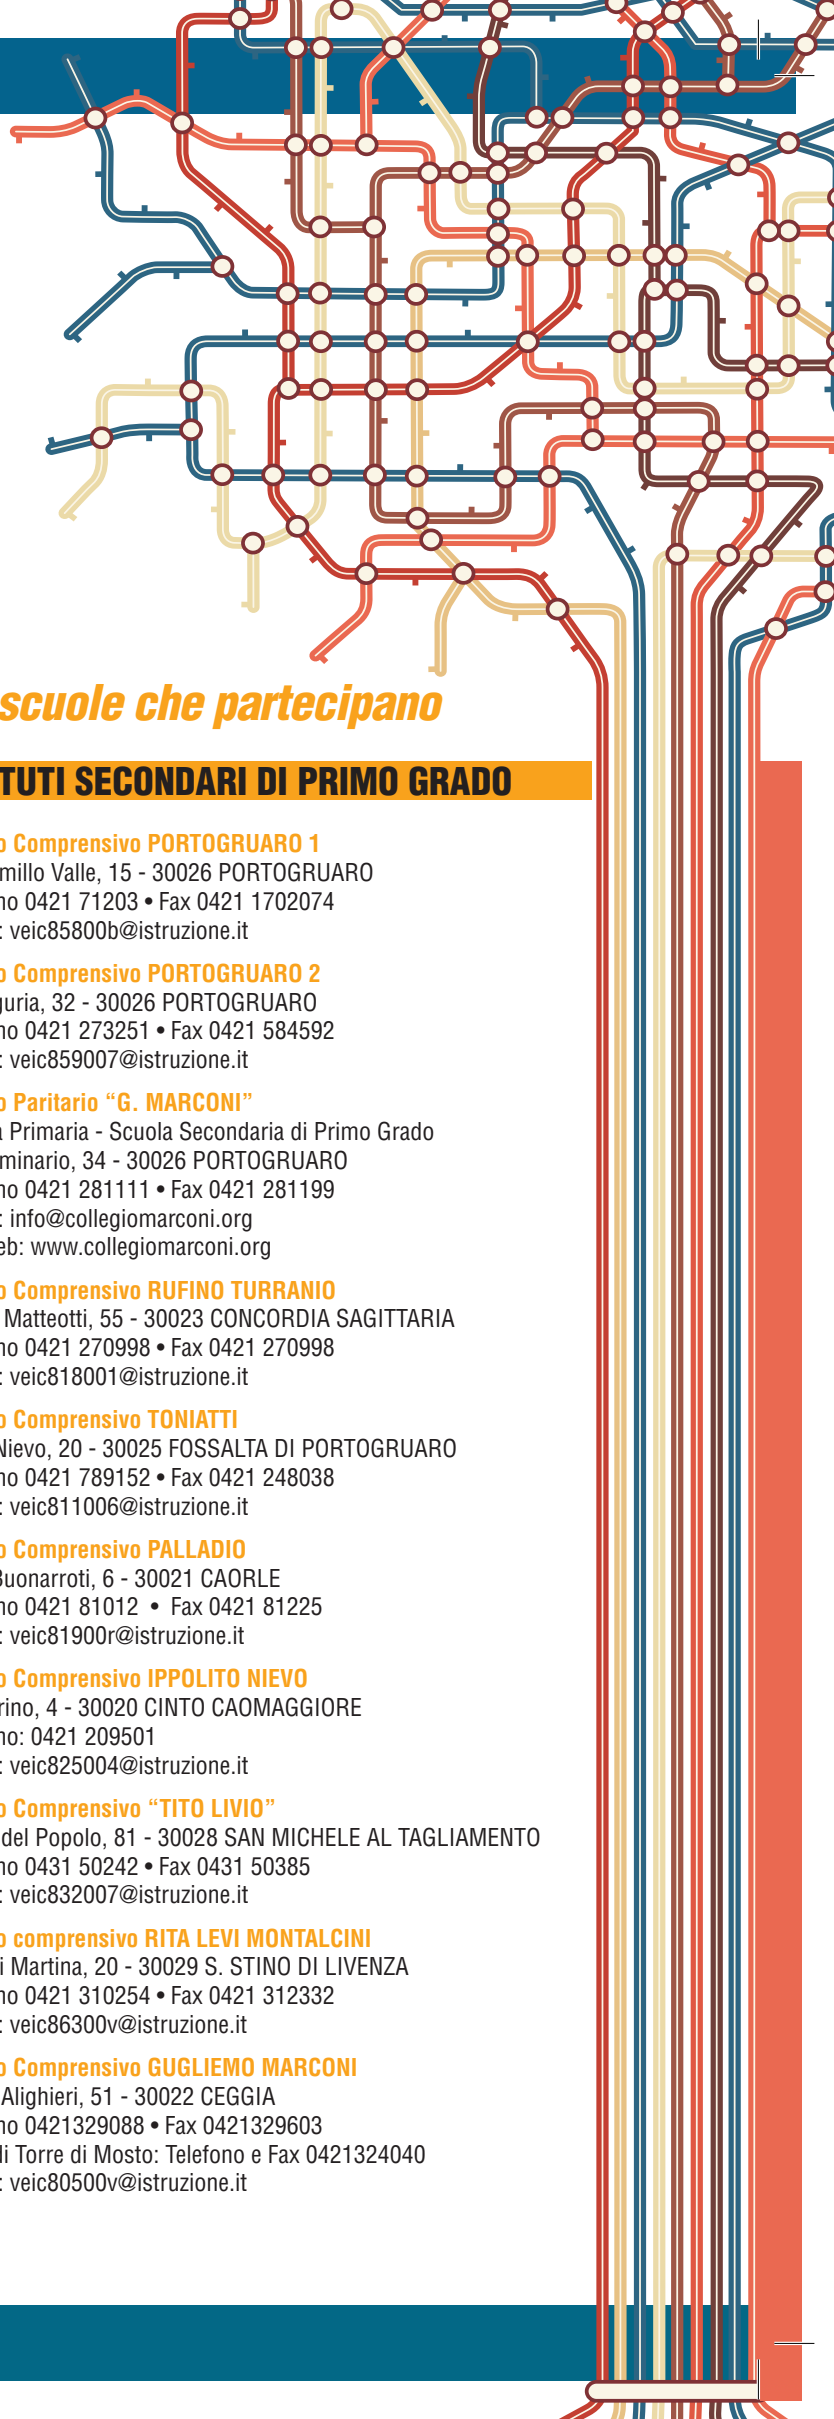 scuole che partecipano
TUTI SECONDARI DI PRIMO GRADO
o Comprensivo PORTOGRUARO 1
millo Valle, 15 - 30026 PORTOGRUARO
no 0421 71203 • Fax 0421 1702074
: veic85800b@istruzione.it
o Comprensivo PORTOGRUARO 2
guria, 32 - 30026 PORTOGRUARO
no 0421 273251 • Fax 0421 584592
: veic859007@istruzione.it
o Paritario “G. MARCONI”
a Primaria - Scuola Secondaria di Primo Grado
minario, 34 - 30026 PORTOGRUARO
no 0421 281111 • Fax 0421 281199
: info@collegiomarconi.org
eb: www.collegiomarconi.org
o Comprensivo RUFINO TURRANIO
Matteotti, 55 - 30023 CONCORDIA SAGITTARIA
no 0421 270998 • Fax 0421 270998
: veic818001@istruzione.it
o Comprensivo TONIATTI
Nievo, 20 - 30025 FOSSALTA DI PORTOGRUARO
no 0421 789152 • Fax 0421 248038
: veic811006@istruzione.it
o Comprensivo PALLADIO
Buonarroti, 6 - 30021 CAORLE
no 0421 81012 • Fax 0421 81225
: veic81900r@istruzione.it
o Comprensivo IPPOLITO NIEVO
rino, 4 - 30020 CINTO CAOMAGGIORE
no: 0421 209501
: veic825004@istruzione.it
o Comprensivo “TITO LIVIO”
del Popolo, 81 - 30028 SAN MICHELE AL TAGLIAMENTO
no 0431 50242 • Fax 0431 50385
: veic832007@istruzione.it
o comprensivo RITA LEVI MONTALCINI
i Martina, 20 - 30029 S. STINO DI LIVENZA
no 0421 310254 • Fax 0421 312332
: veic86300v@istruzione.it
o Comprensivo GUGLIEMO MARCONI
Alighieri, 51 - 30022 CEGGIA
no 0421329088 • Fax 0421329603
di Torre di Mosto: Telefono e Fax 0421324040
: veic80500v@istruzione.it